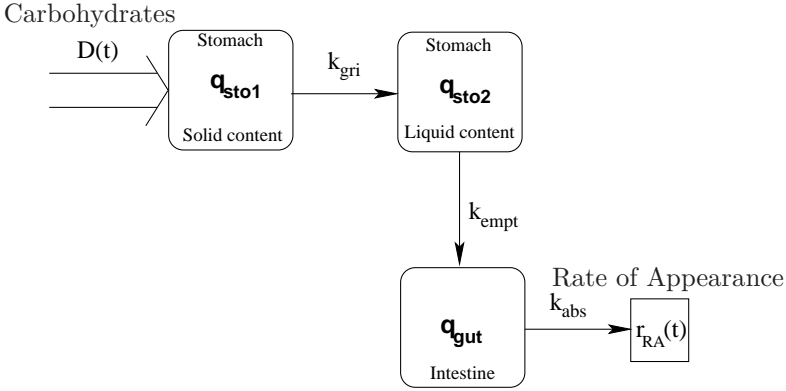 Carbohydrates
D(t)
Stomach
q_sto1
Solid content
k_gri
Stomach
q_sto2
Liquid content
k_empt
q_gut
Intestine
Rate of Appearance
k_abs
r_RA(t)